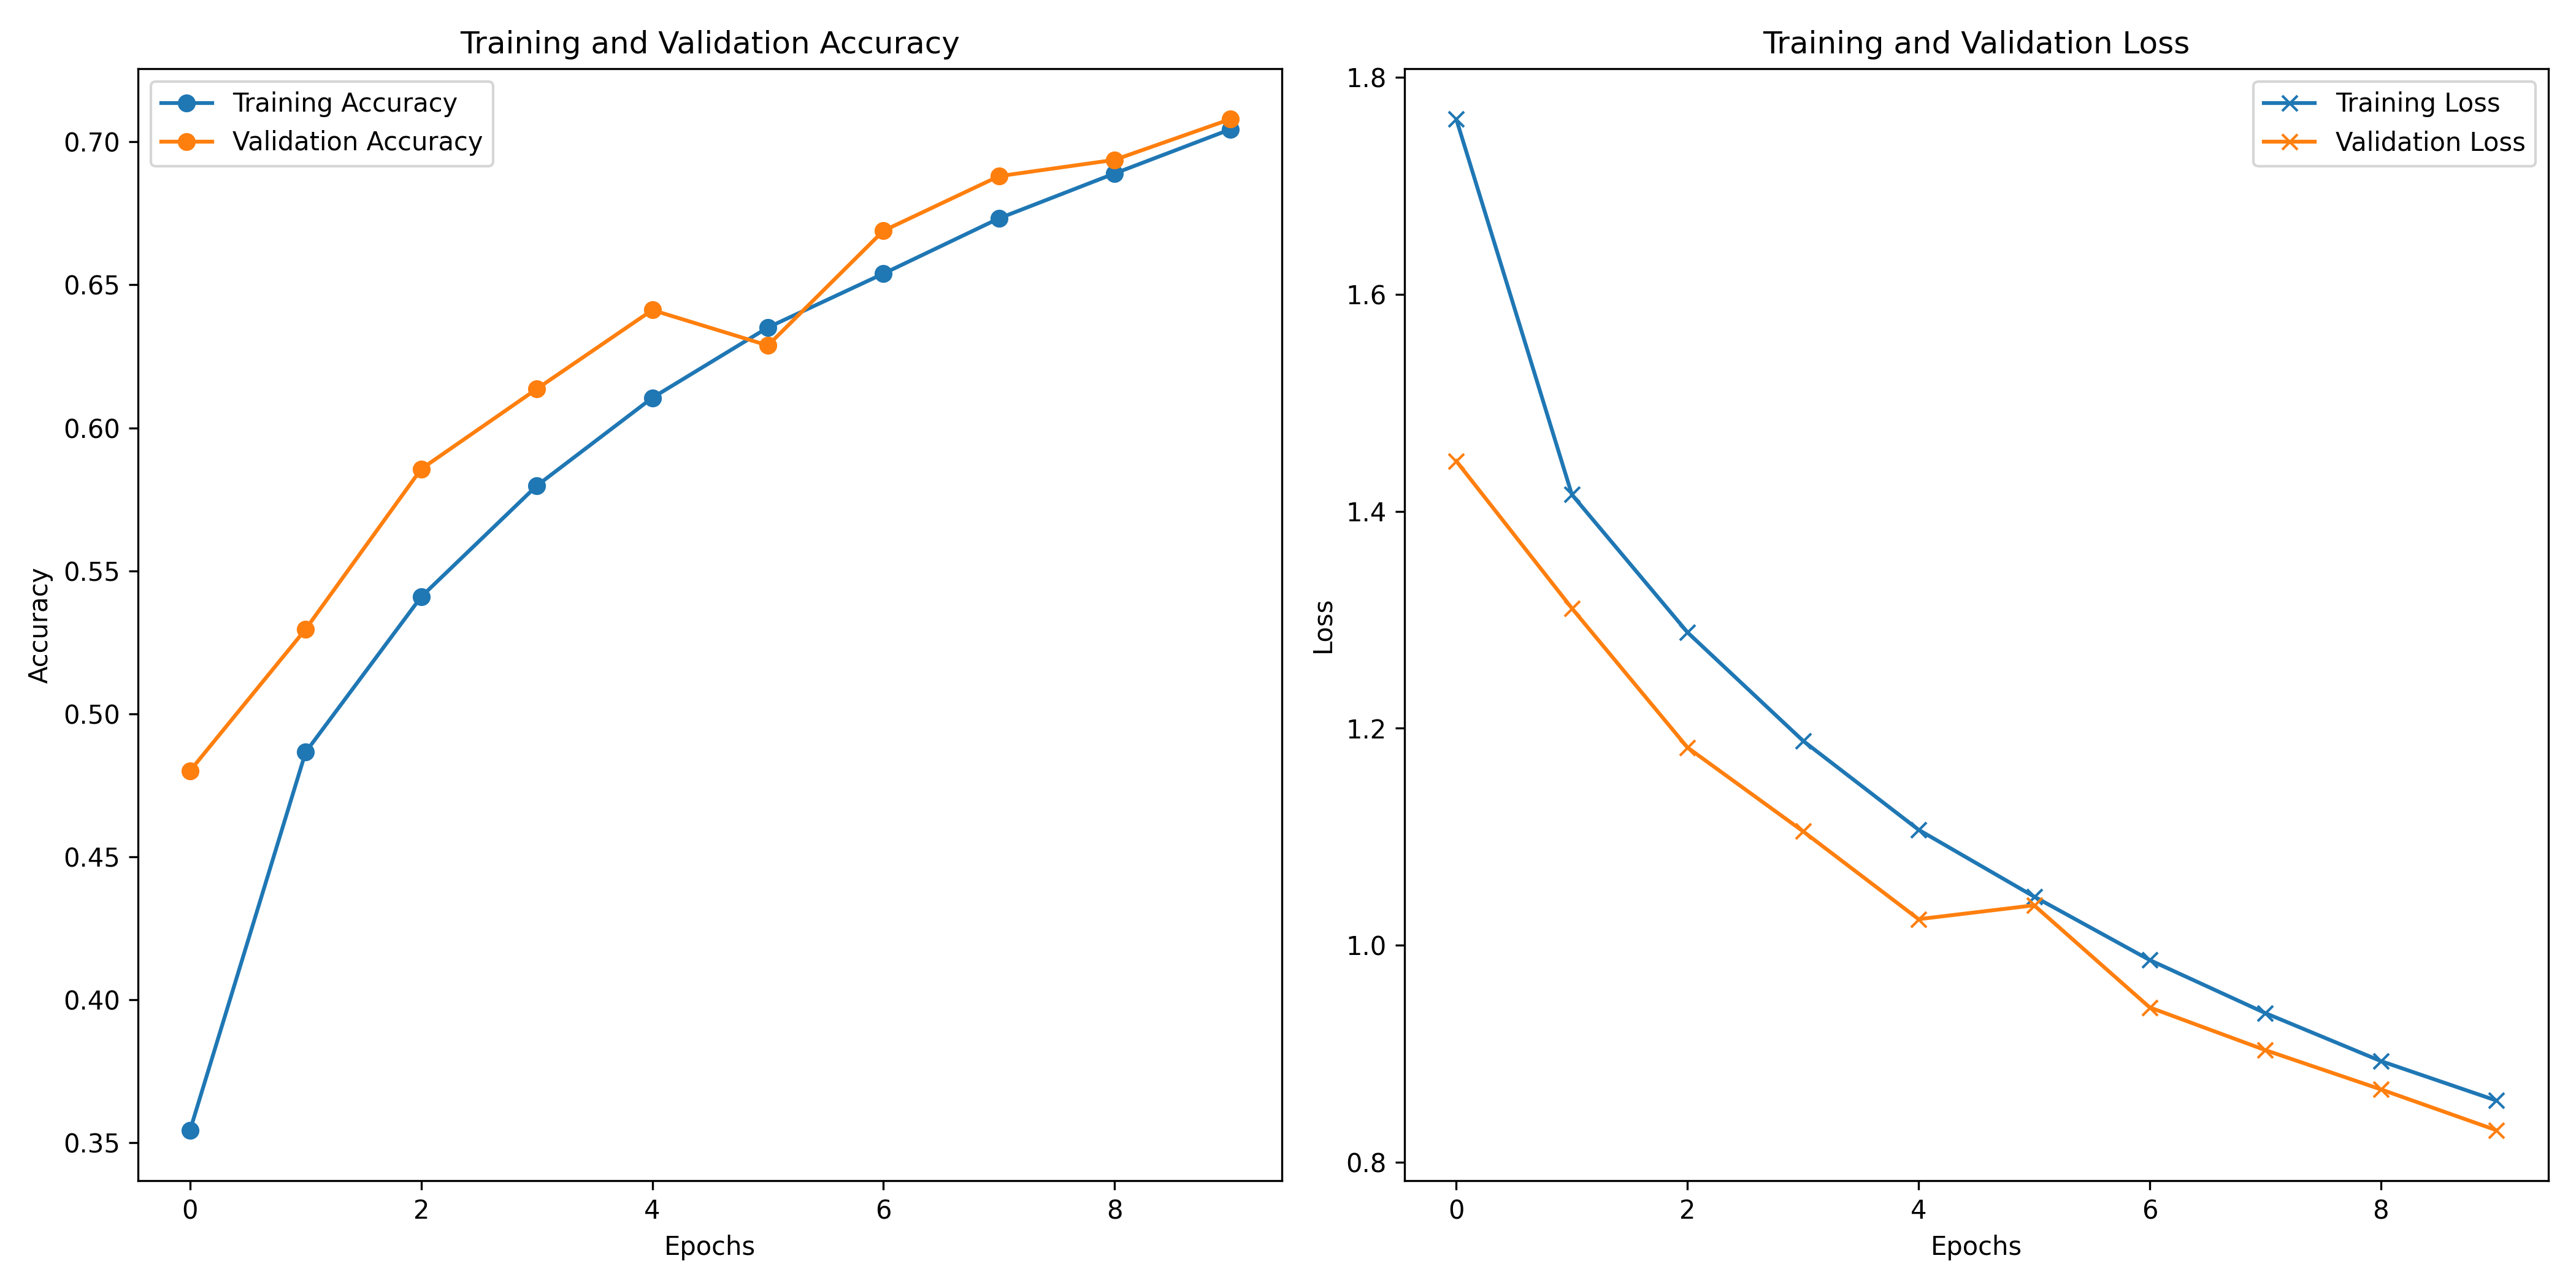 Training and Validation Accuracy
Training Accuracy
Validation Accuracy
0.70
0.65
0.60
0.55
0.50
0.45
0.40
0.35
Accuracy
0
2
4
6
8
Epochs
Training and Validation Loss
Training Loss
Validation Loss
1.8
1.6
1.4
1.2
1.0
0.8
Loss
0
2
4
6
8
Epochs